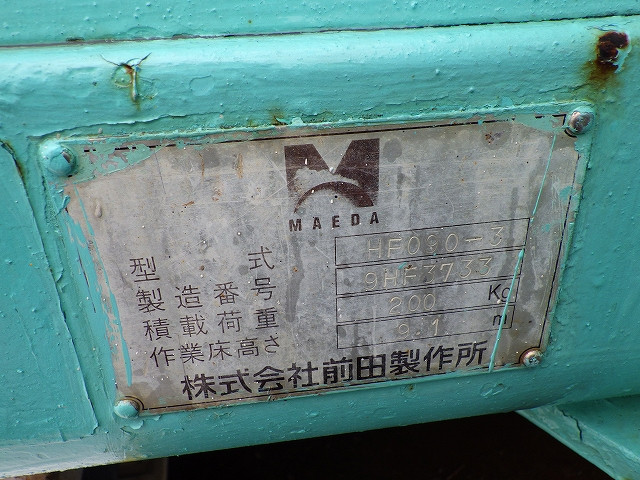 MAEDA
型式 HF090-3
製造番号 9HF3733
積載荷重 200 Kg
作業床高さ 9.1 m
株式会社前田製作所